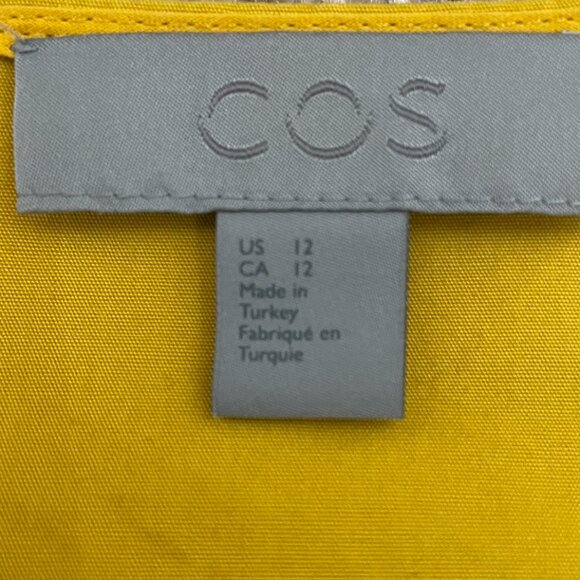 COS
US 12
CA 12
Made in
Turkey
Fabriqué en
Turquie